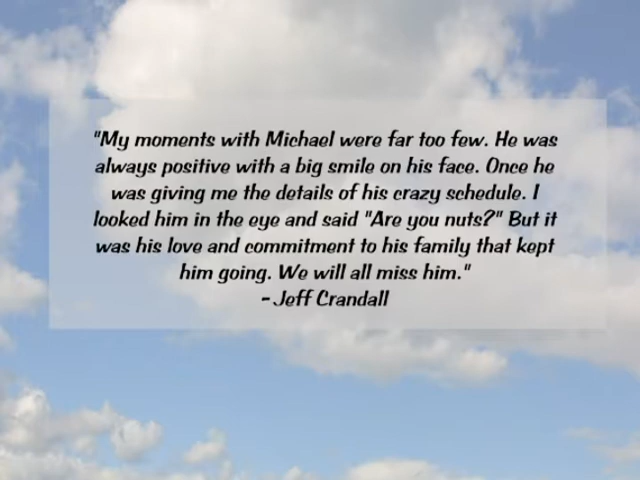 "My moments with Michael were far too few. He was
always positive with a big smile on his face. Once he
was giving me the details of his crazy schedule. I
looked him in the eye and said "Are you nuts?" But it
was his love and commitment to his family that kept
him going. We will all miss him."
- Jeff Crandall